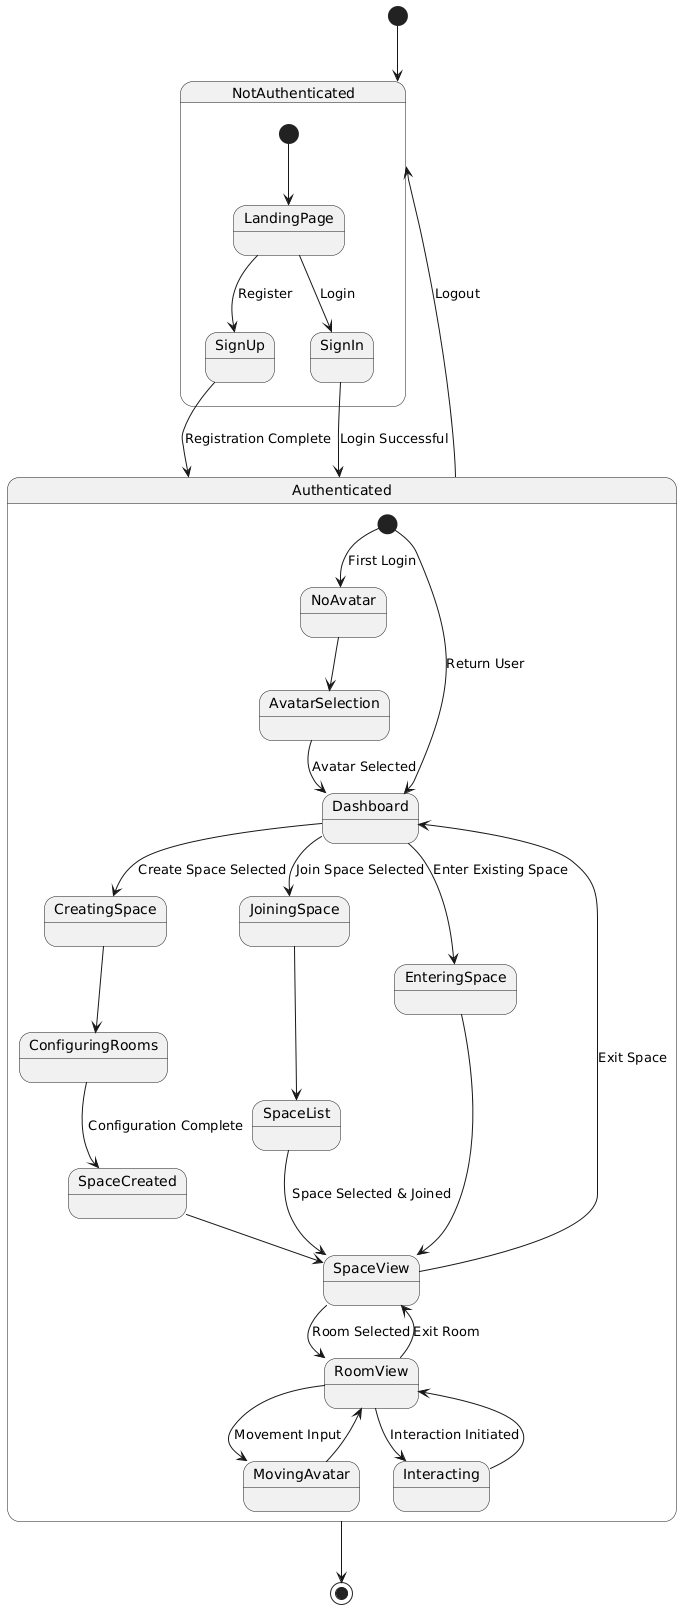 NotAuthenticated
LandingPage
Register
Login
Logout
SignUp
SignIn
Registration Complete
Login Successful
Authenticated
First Login
NoAvatar
Return User
AvatarSelection
Avatar Selected
Dashboard
Create Space Selected
Join Space Selected
Enter Existing Space
CreatingSpace
JoiningSpace
EnteringSpace
ConfiguringRooms
Exit Space
SpaceList
Configuration Complete
SpaceCreated
Space Selected & Joined
SpaceView
Room Selected
Exit Room
RoomView
Movement Input
Interaction Initiated
MovingAvatar
Interacting